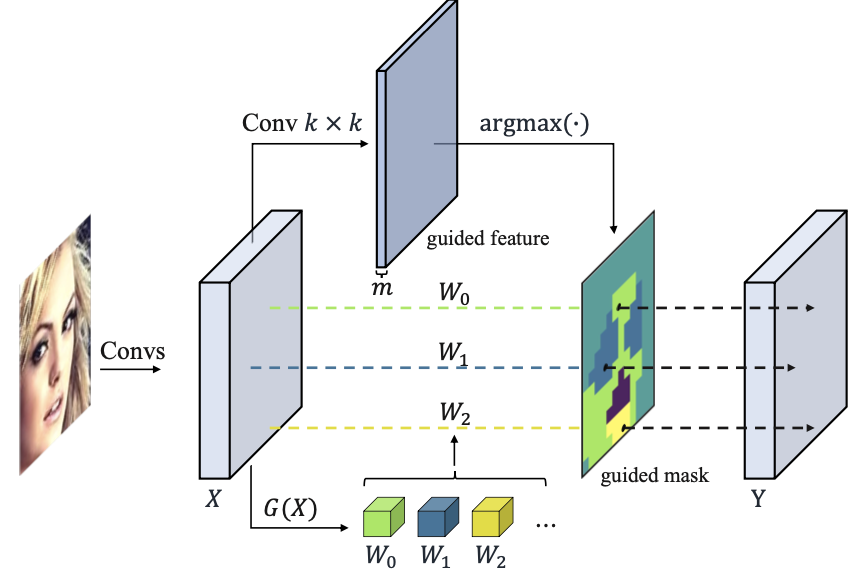 Conv k × k
argmax(·)
guided feature
m
W₀
Convs
W₁
W₂
guided mask
X
Y
G(X)
...
W₀ W₁ W₂